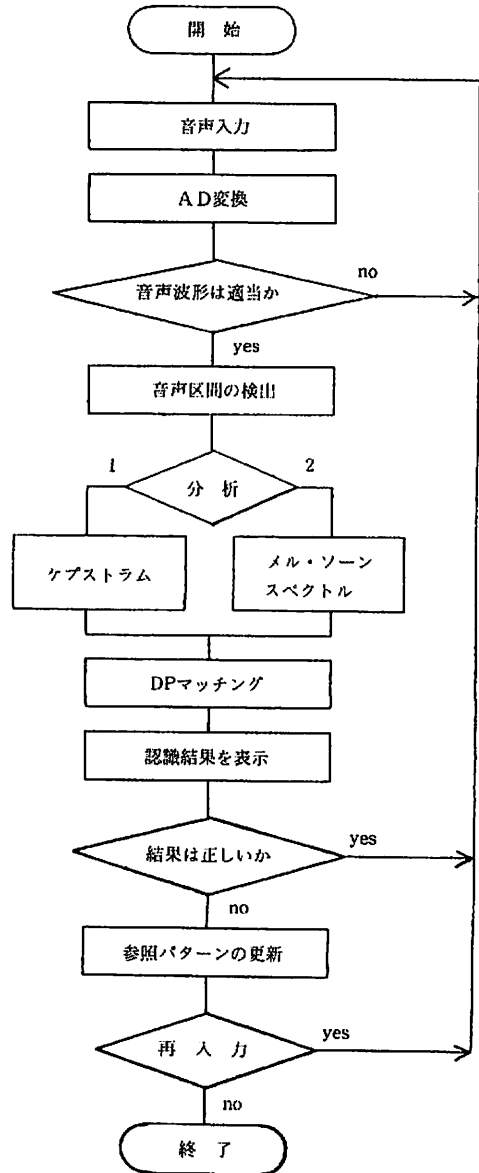 開 始
音声入力
AD変換
音声波形は適当か
no
yes
音声区間の検出
1
分 析
2
ケプストラム
メル・ソーン
スペクトル
DPマッチング
認識結果を表示
結果は正しいか
yes
no
参照パターンの更新
再 入 力
yes
no
終 了